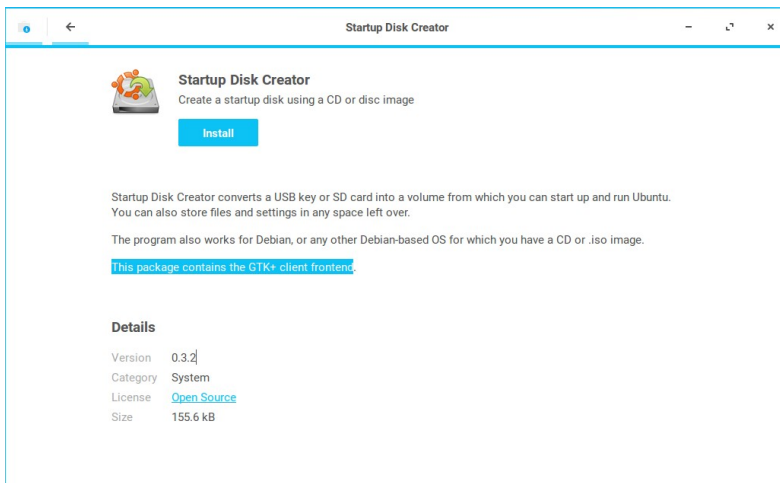 Startup Disk Creator
Startup Disk Creator
Create a startup disk using a CD or disc image
Install
Startup Disk Creator converts a USB key or SD card into a volume from which you can start up and run Ubuntu.
You can also store files and settings in any space left over.
The program also works for Debian, or any other Debian-based OS for which you have a CD or .iso image.
This package contains the GTK+ client frontend.
Details
Version 0.3.2
Category System
License Open Source
Size 155.6 kB